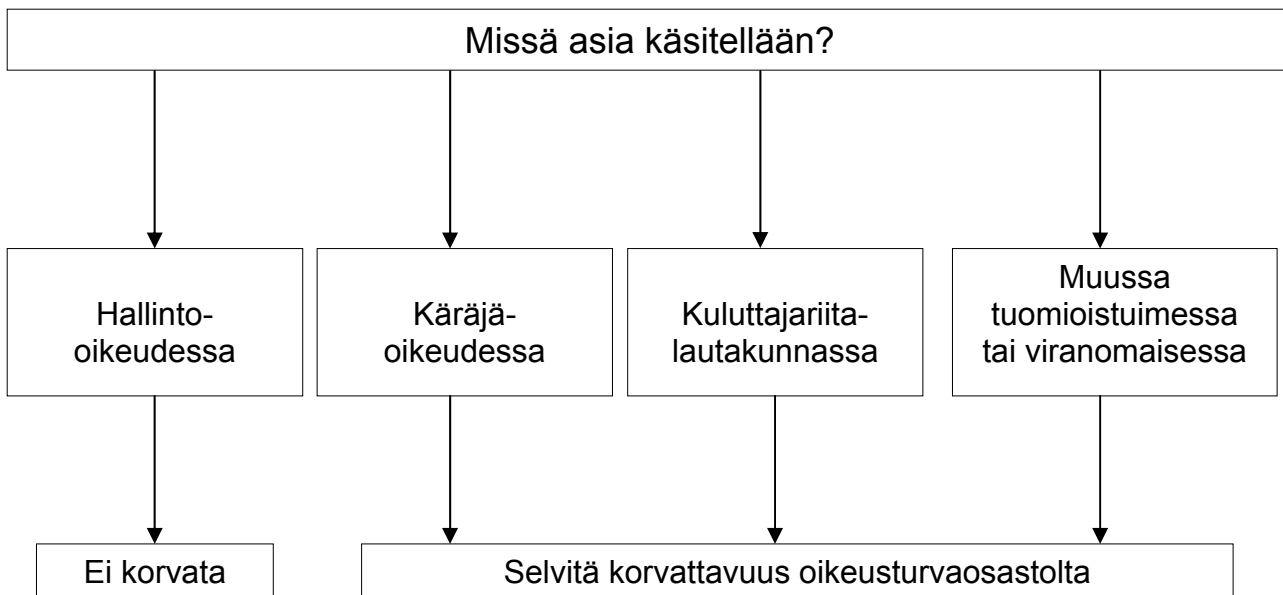 Missä asia käsitellään?
Hallinto-
oikeudessa
Käräjä-
oikeudessa
Kuluttajariita-
lautakunnassa
Muussa
tuomioistuimessa
tai viranomaisessa
Ei korvata
Selvitä korvattavuus oikeusturvaosastolta